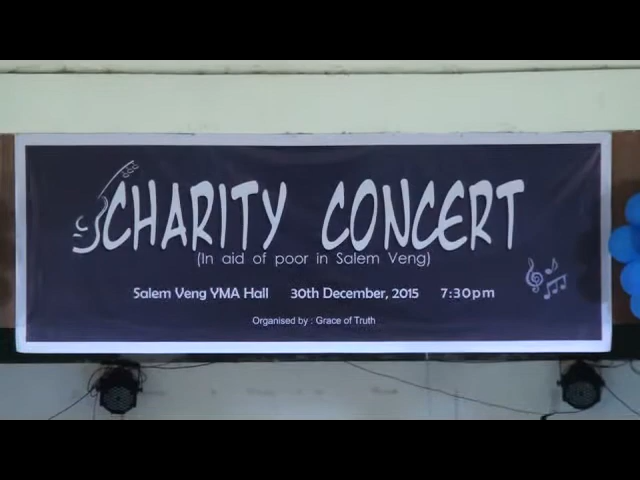 CHARITY CONCERT
(In aid of poor in Salem Veng)
Salem Veng YMA Hall 30th December, 2015 7:30pm
Organised by : Grace of Truth